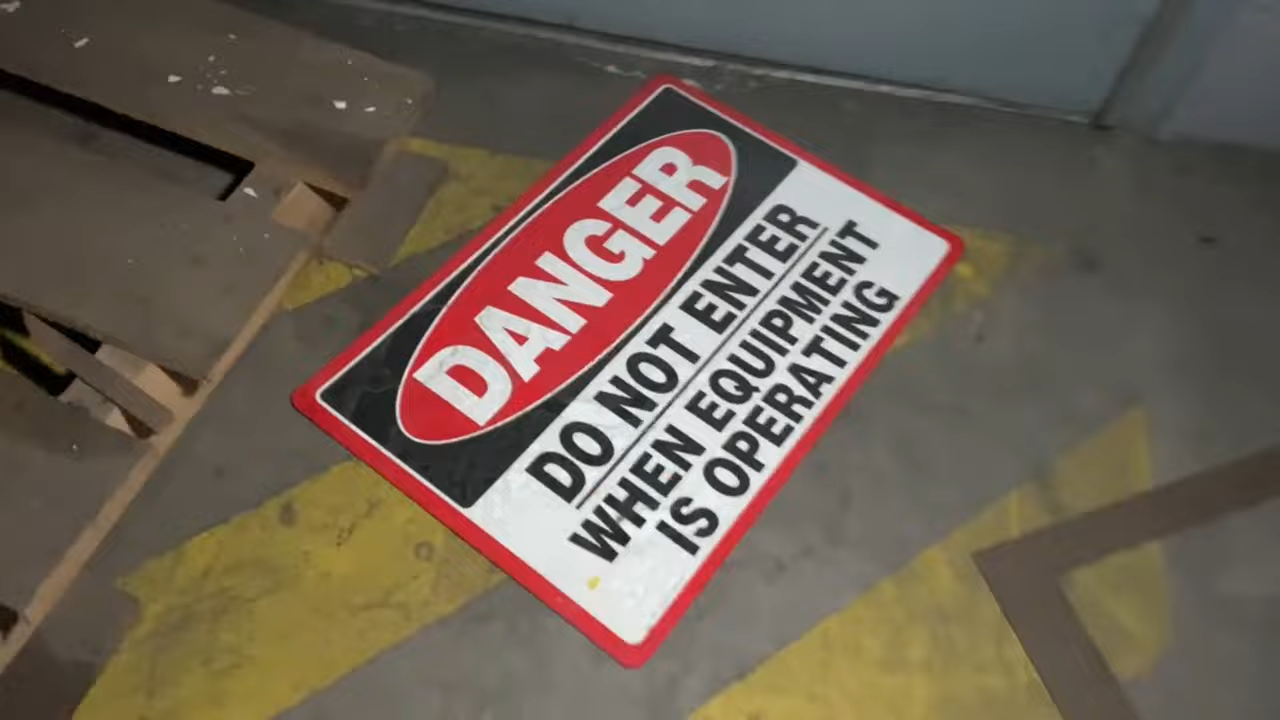 DANGER
DO NOT ENTER
WHEN EQUIPMENT
IS OPERATING